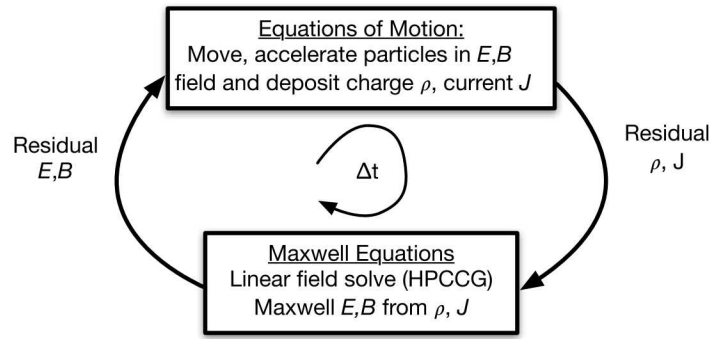 Equations of Motion:
Move, accelerate particles in E,B
field and deposit charge ρ, current J
Residual
E,B
Δt
Residual
ρ, J
Maxwell Equations
Linear field solve (HPCCG)
Maxwell E,B from ρ, J